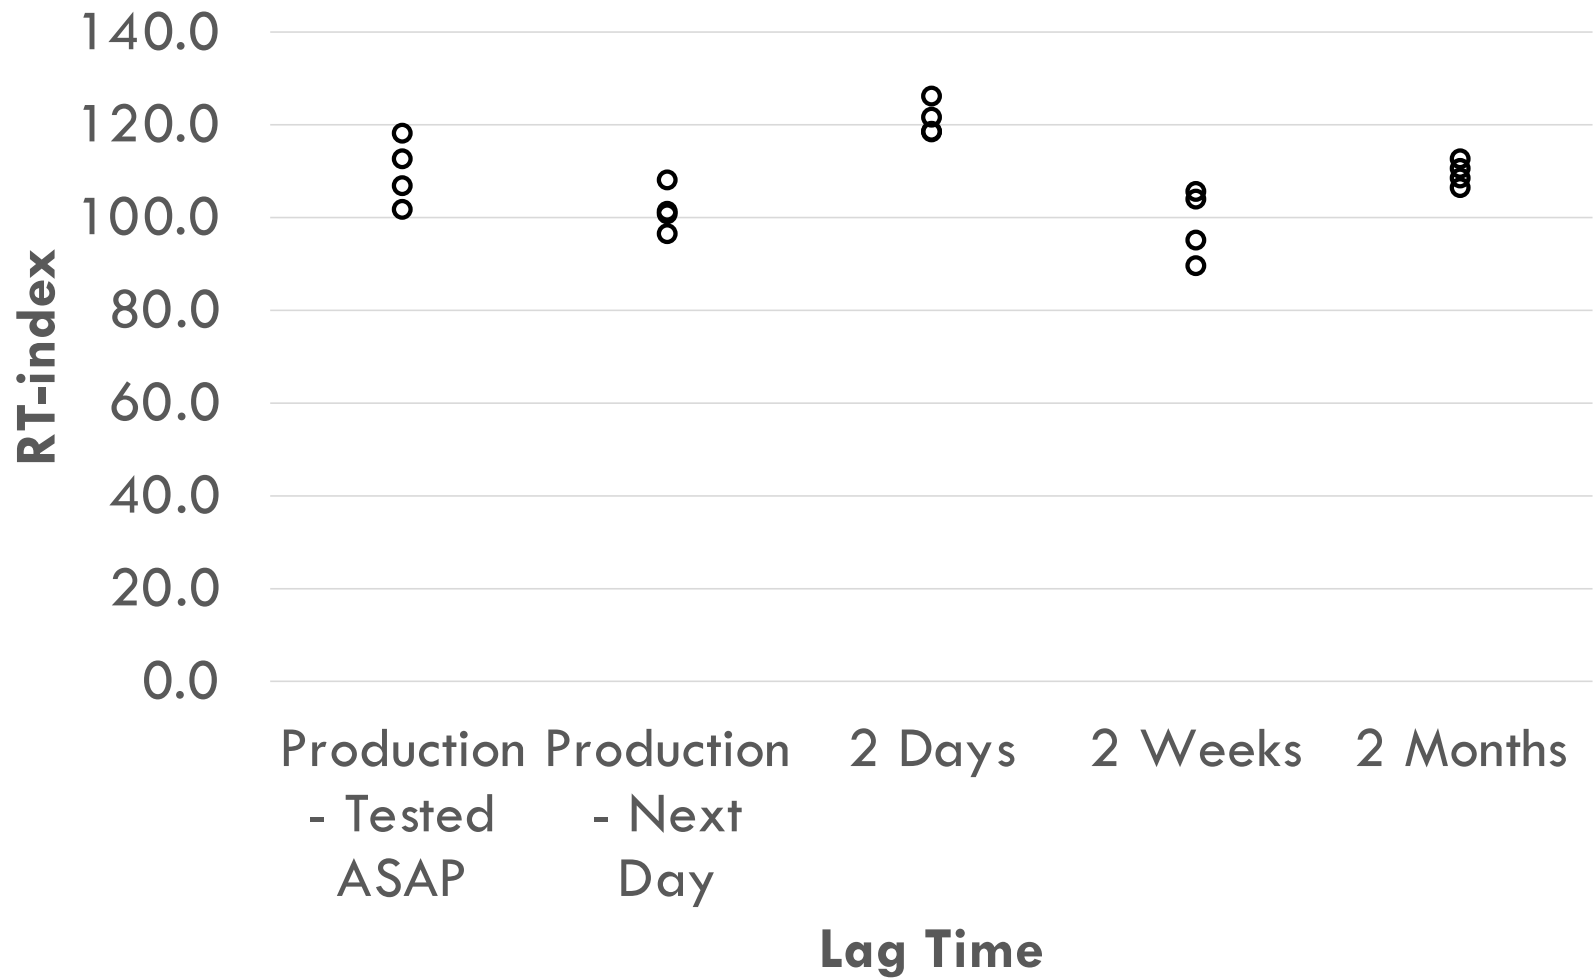 140.0
120.0
100.0
80.0
60.0
40.0
20.0
0.0
RT-index
Production Production 2 Days 2 Weeks 2 Months
- Tested - Next
ASAP Day
Lag Time